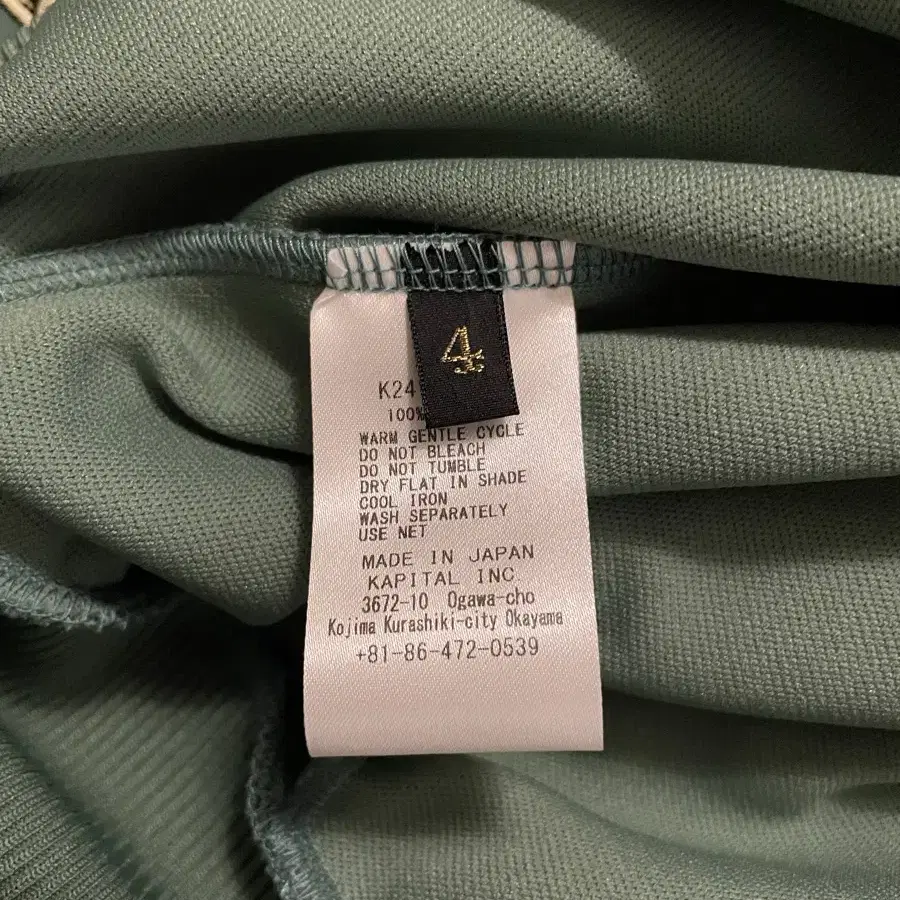 4
K24
100%
WARM GENTLE CYCLE
DO NOT BLEACH
DO NOT TUMBLE
DRY FLAT IN SHADE
COOL IRON
WASH SEPARATELY
USE NET
MADE IN JAPAN
KAPITAL INC.
3672-10 Ogawa-cho
Kojima Kurashiki-city Okayama
+81-86-472-0539